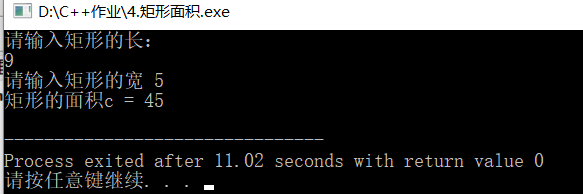 D:\C++作业\4.矩形面积.exe
请输入矩形的长：
9
请输入矩形的宽 5
矩形的面积c = 45
--------------------------------
Process exited after 11.02 seconds with return value 0
请按任意键继续. . .